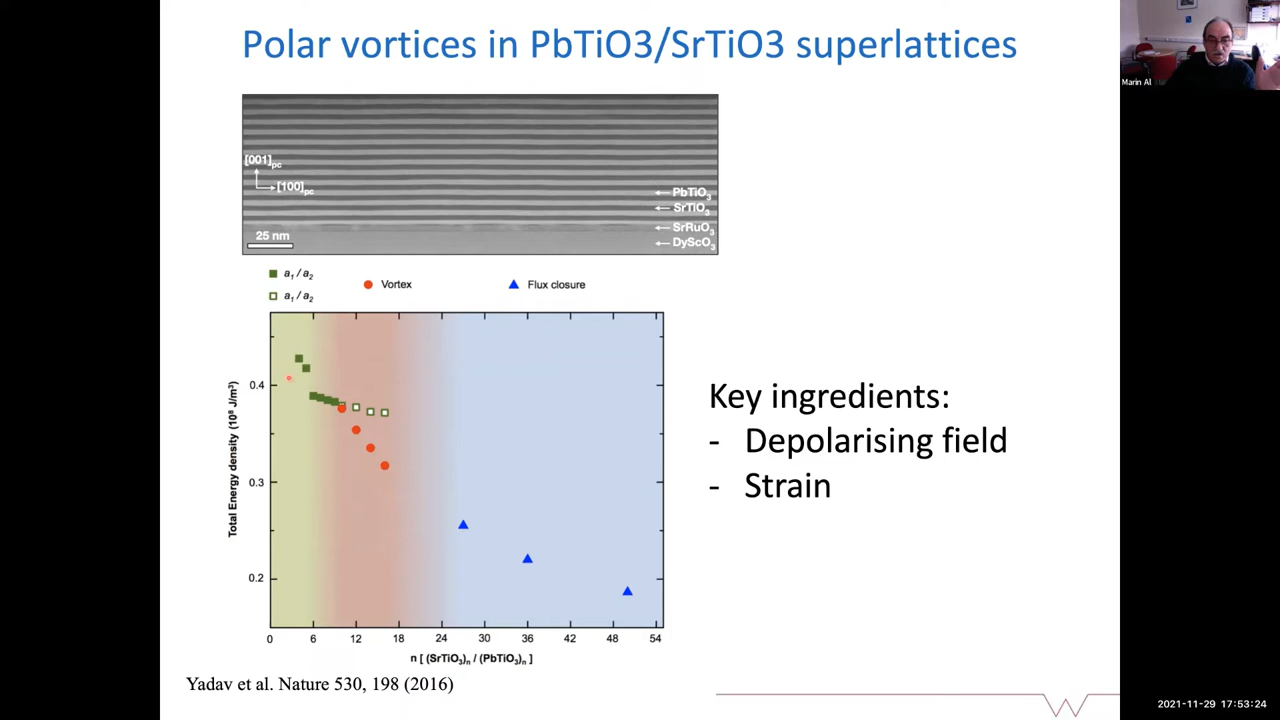 Polar vortices in PbTiO3/SrTiO3 superlattices
Marin Al
[001]pc
[100]pc
PbTiO3
SrTiO3
SrRuO3
25 nm
DyScO3
a1/a2
Vortex
Flux closure
a1/a2
Total Energy density (10⁸ J/m³)
0.4
0.3
0.2
0 6 12 18 24 30 36 42 48 54
n [ (SrTiO3)n / (PbTiO3)n ]
Key ingredients:
- Depolarising field
- Strain
Yadav et al. Nature 530, 198 (2016)
2021-11-29 17:53:24